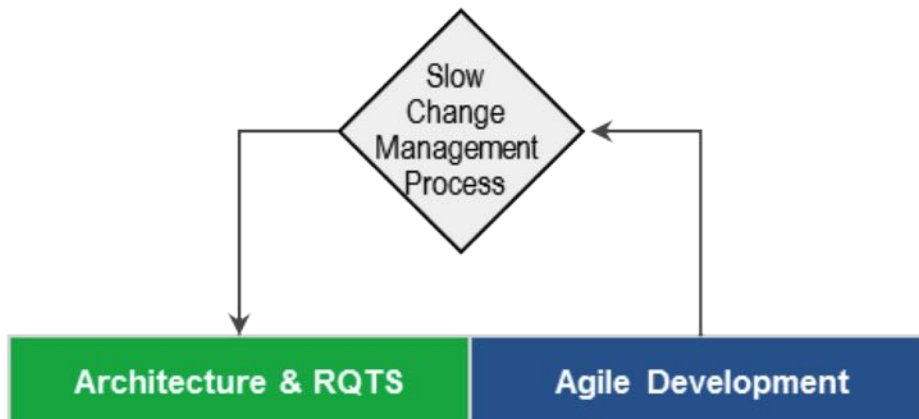 Slow
Change
Management
Process
Architecture & RQTS
Agile Development